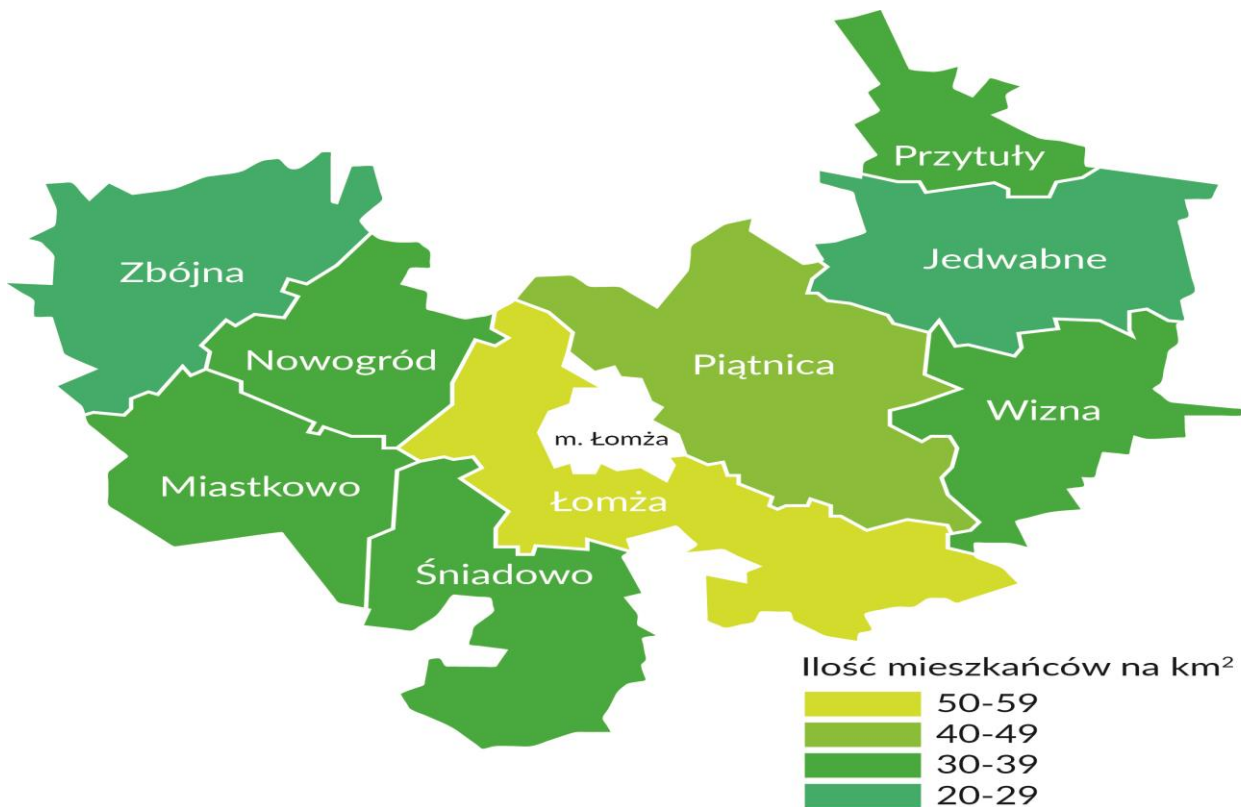 Przytuły
Jedwabne
Zbójna
Nowogród
Piątnica
Wizna
m. Łomża
Miastkowo
Łomża
Śniadowo
Ilość mieszkańców na km²
50-59
40-49
30-39
20-29